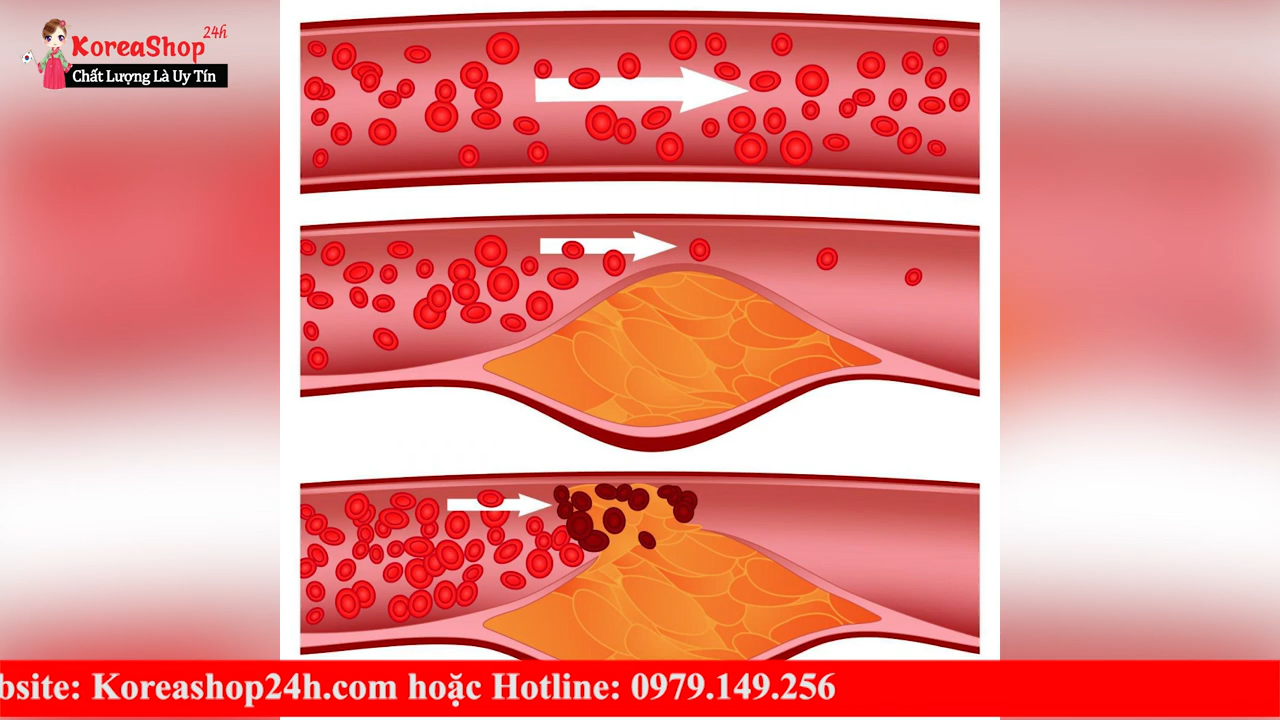 KoreaShop
24h
Chất Lượng Là Uy Tín
bsite: Koreashop24h.com hoặc Hotline: 0979.149.256